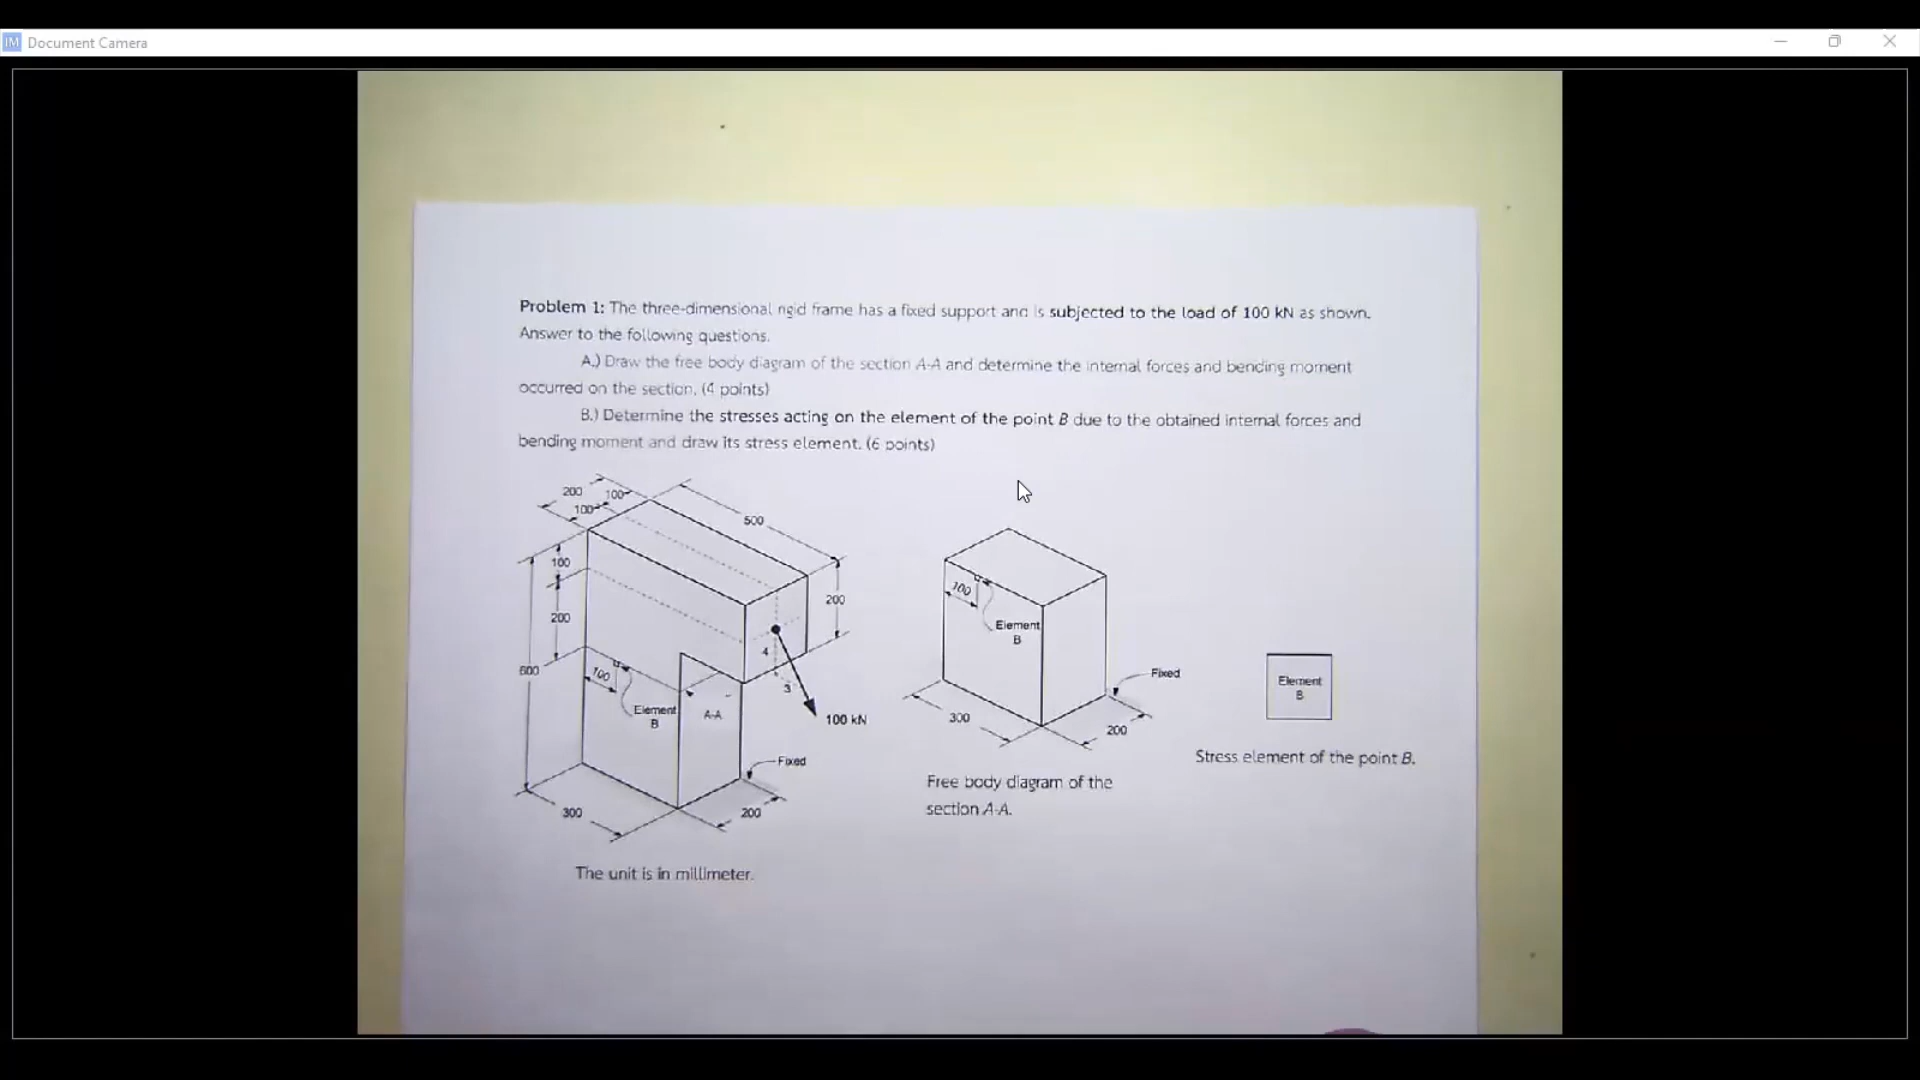 IM Document Camera
Problem 1: The three-dimensional rigid frame has a fixed support and is subjected to the load of 100 kN as shown.
Answer to the following questions.
A.) Draw the free body diagram of the section A-A and determine the internal forces and bending moment
occurred on the section. (4 points)
B.) Determine the stresses acting on the element of the point B due to the obtained internal forces and
bending moment and draw its stress element. (6 points)
200
100
100
500
100
200
600
200
100
Element
B
A-A
4
3
100 kN
Fixed
300
200
The unit is in millimeter.
100
Element
B
Fixed
300
200
Free body diagram of the
section A-A.
Element
B
Stress element of the point B.